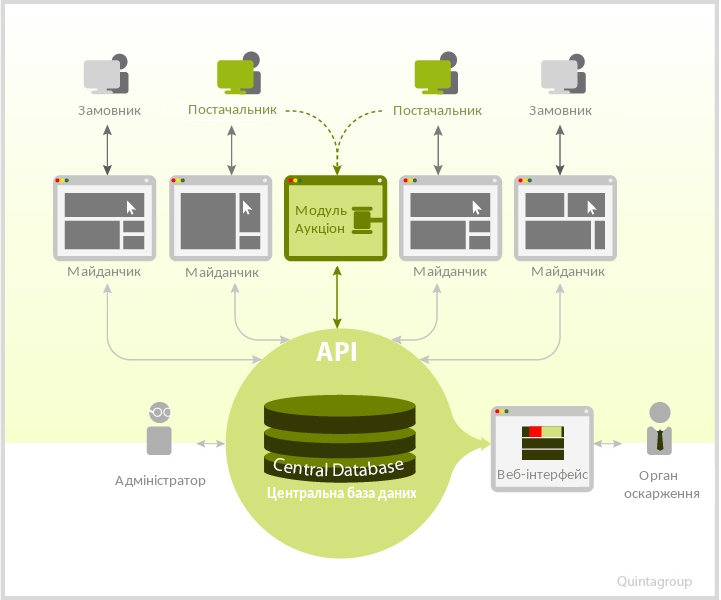 Замовник
Постачальник
Постачальник
Замовник
Модуль
Аукціон
Майданчик
Майданчик
Майданчик
Майданчик
API
Central Database
Центральна база даних
Адміністратор
Веб-інтерфейс
Орган
оскарження
Quintagroup